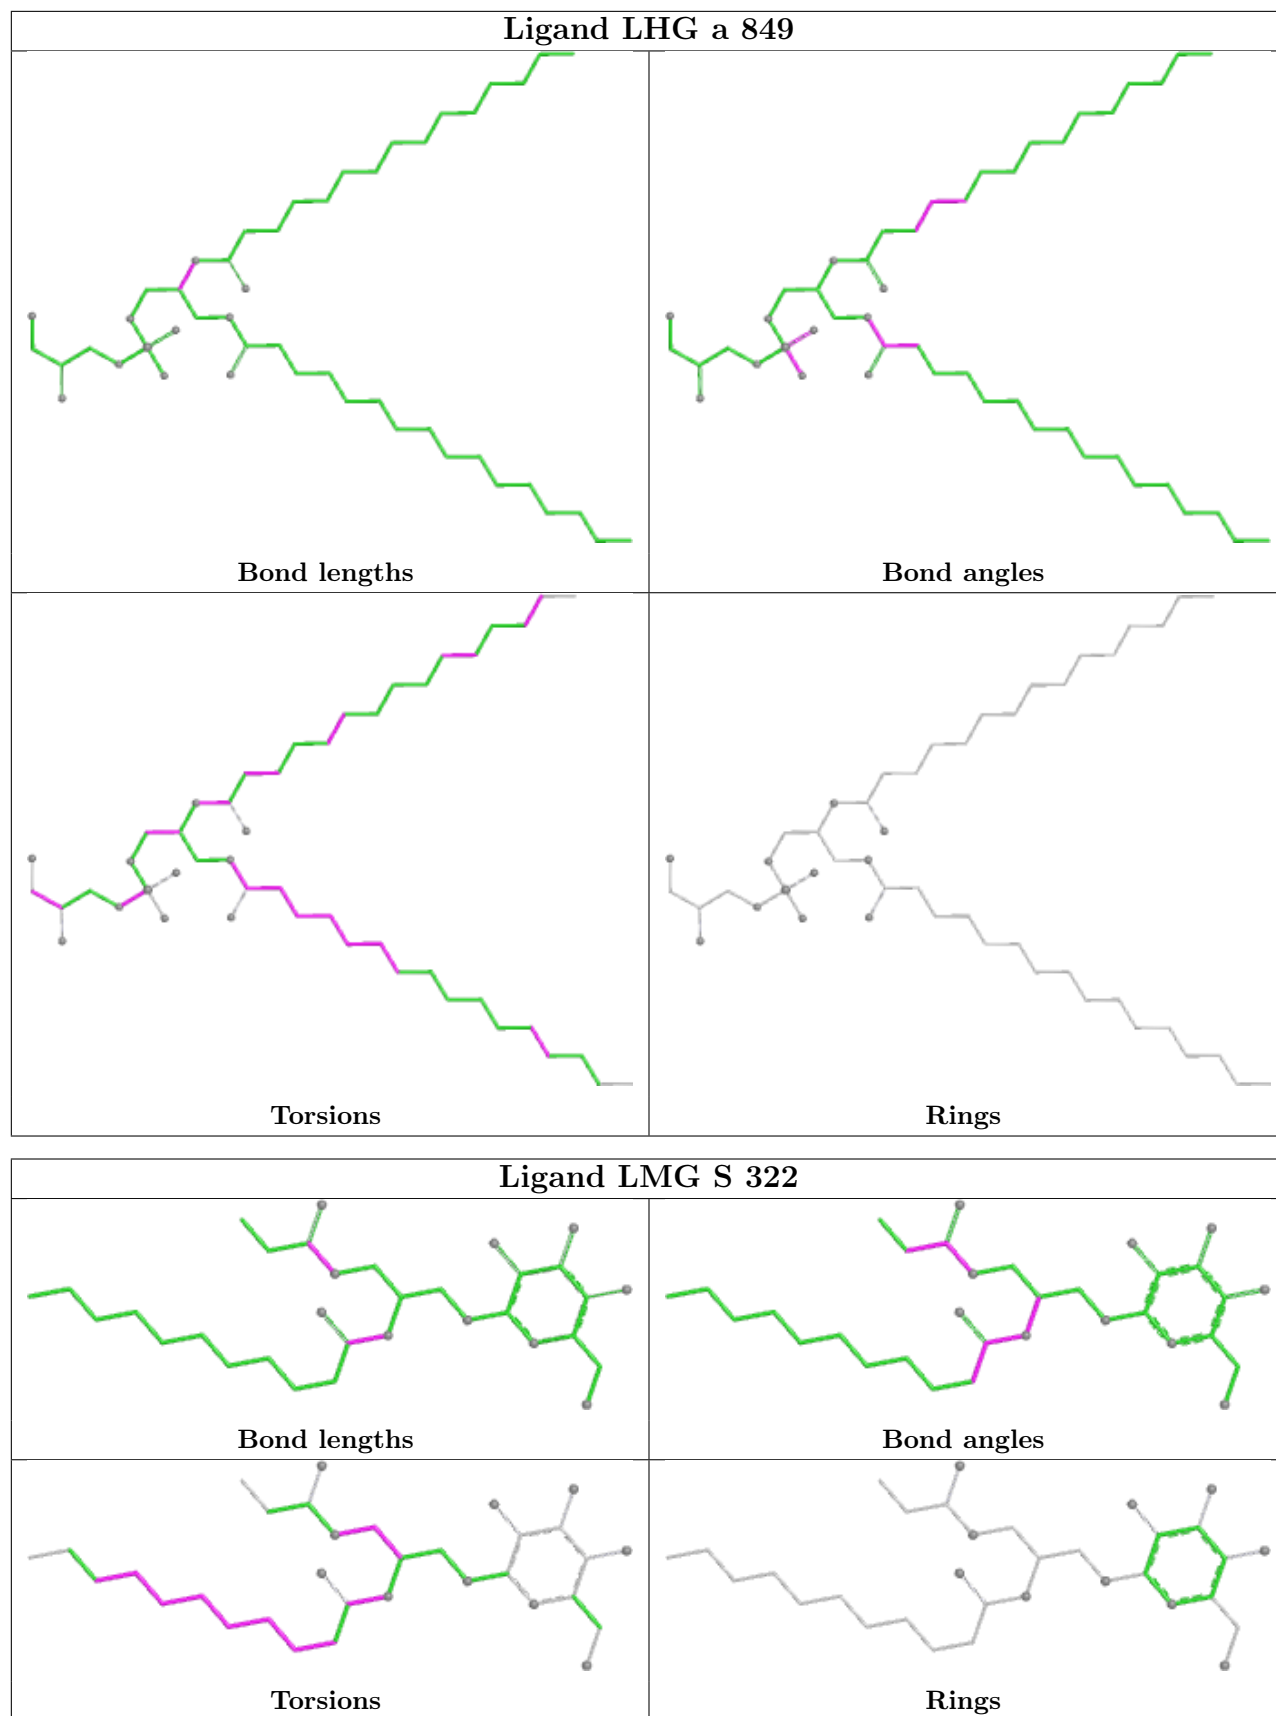 Ligand LHG a 849
Bond lengths
Bond angles
Torsions
Rings
Ligand LMG S 322
Bond lengths
Bond angles
Torsions
Rings